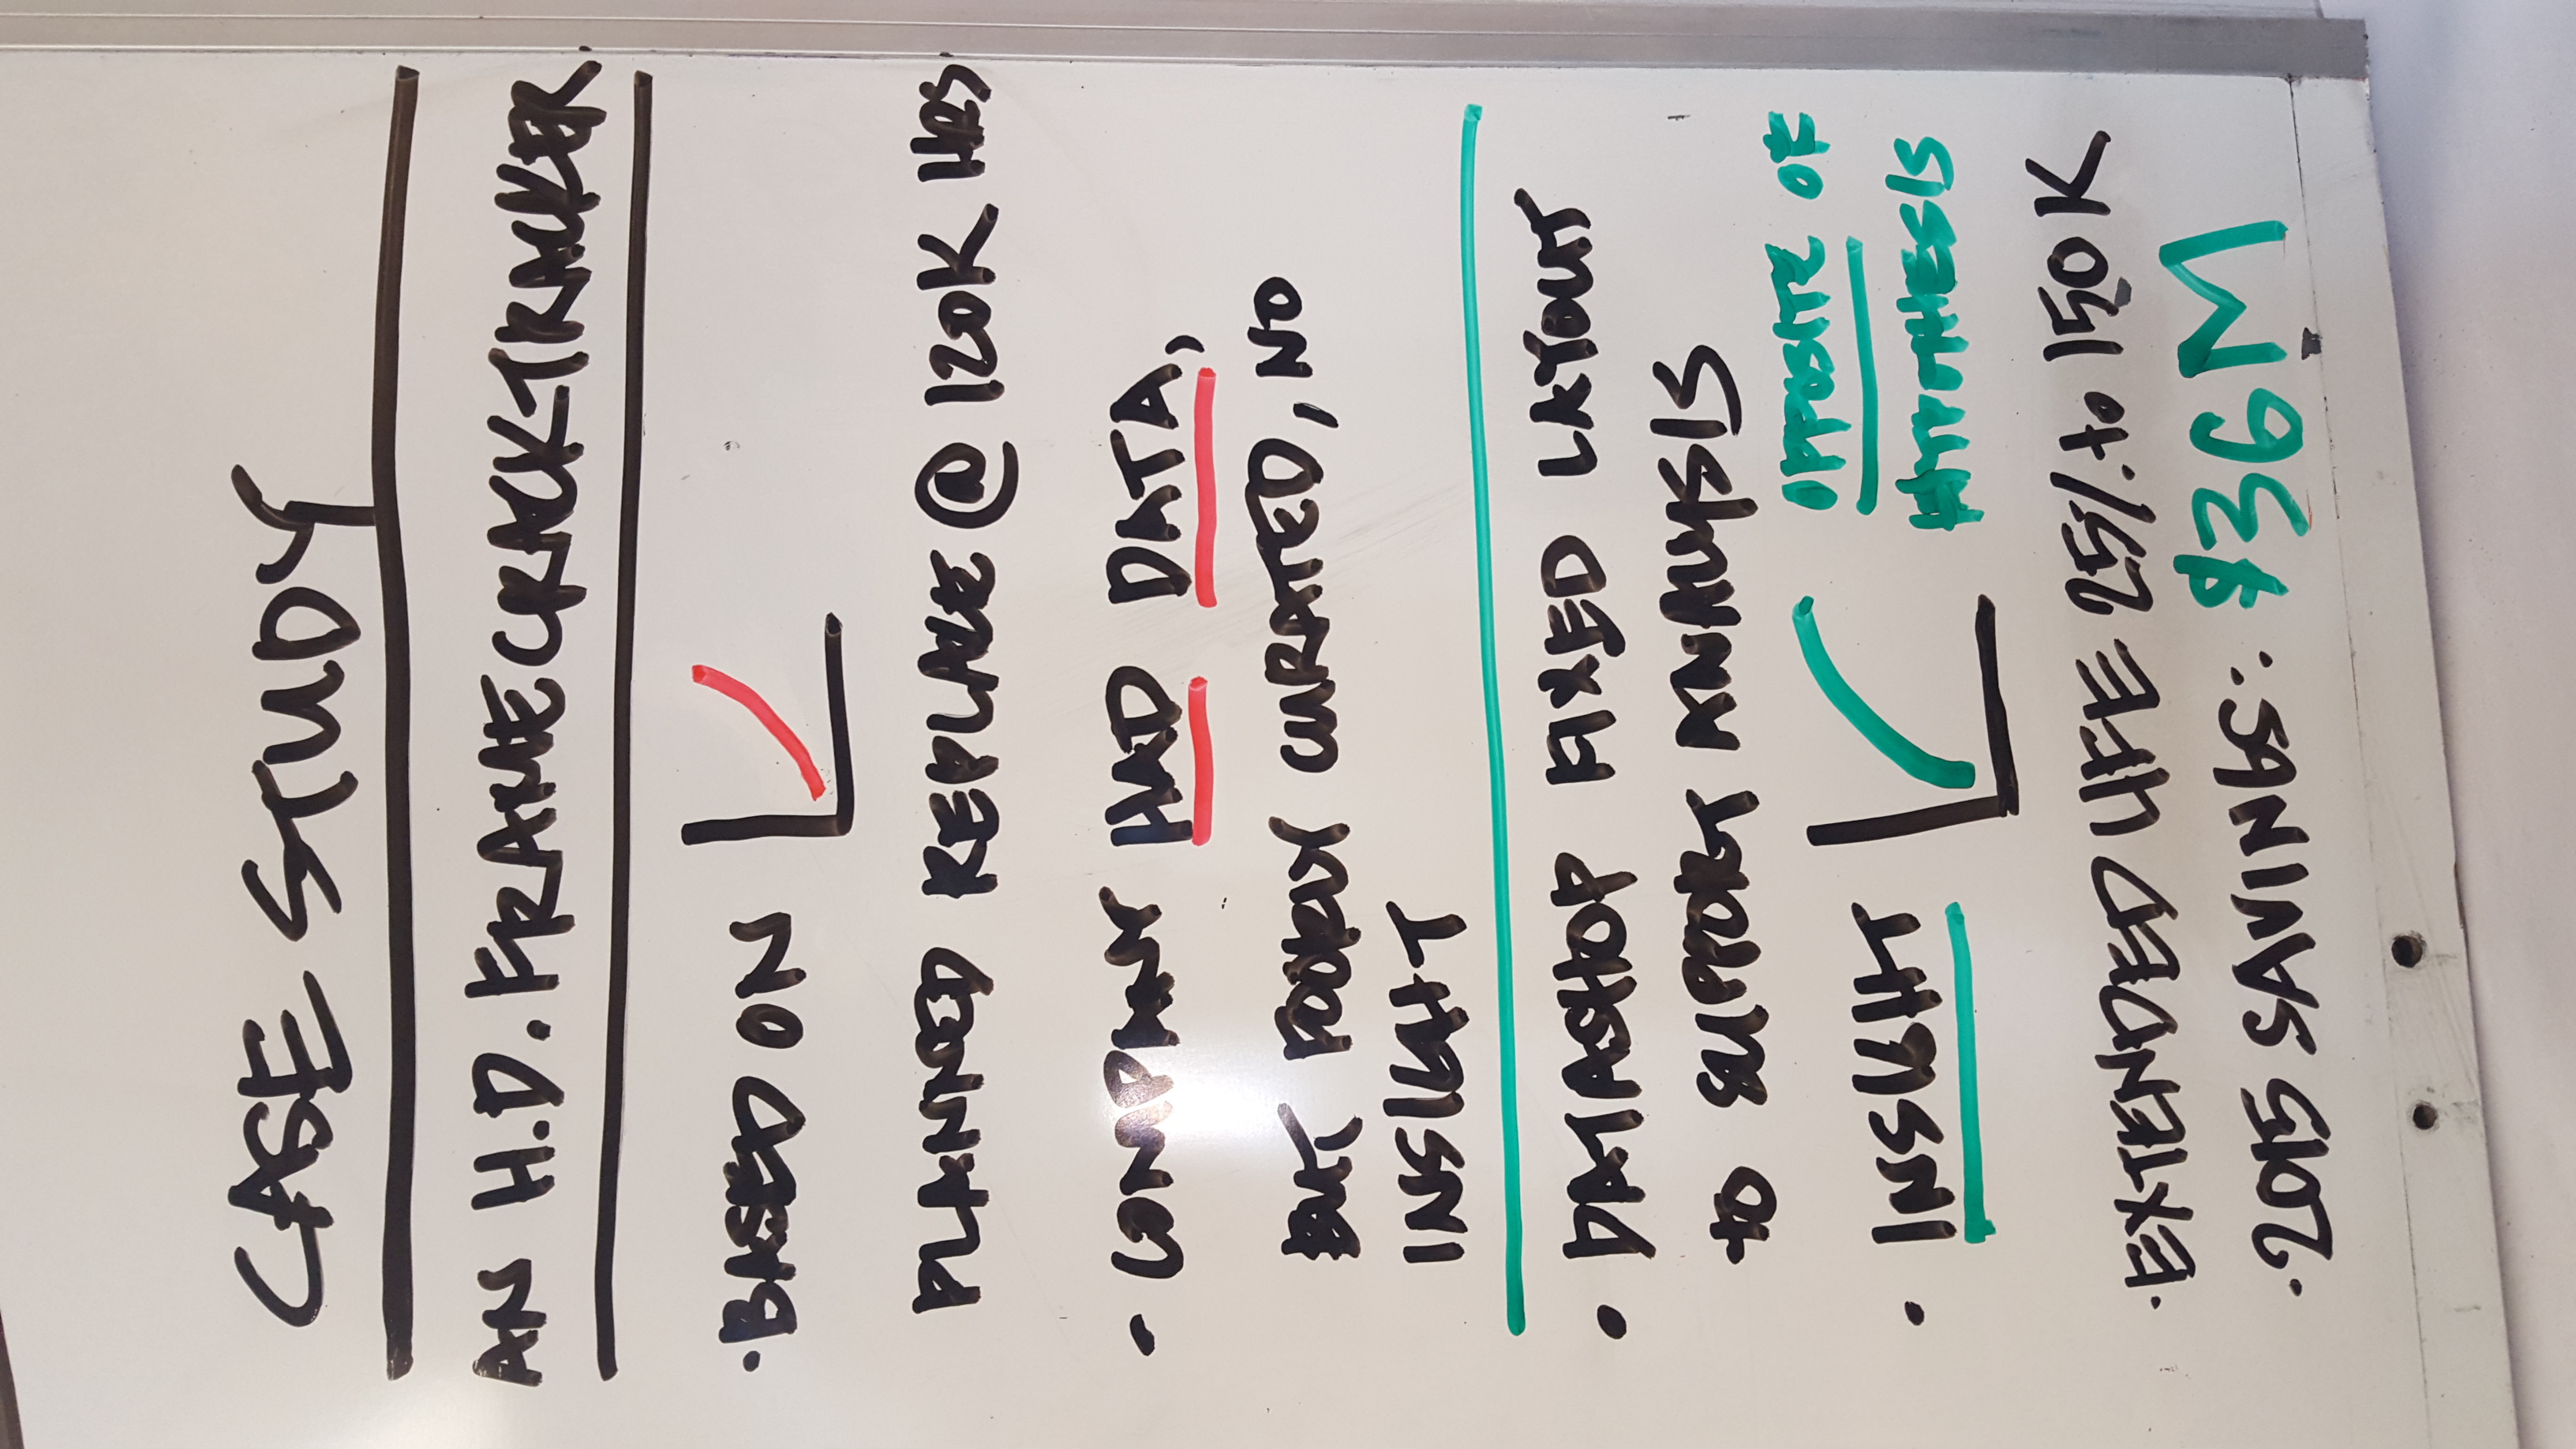 CASE STUDY
AN H.D. FRAME CRACK TRACKER
• BASED ON
PLANNED REPLACE @ 120K HRS
- COMPANY HAD DATA,
BUT POORLY CURATED, NO
INSIGHT
• DATASHOP FIXED LAYOUT
to SUPPORT ANALYSIS
• INSIGHT
OPPOSITE OF
HYPOTHESIS
• EXTENDED LIFE 25% to 150K
• 2015 SAVINGS: $36M